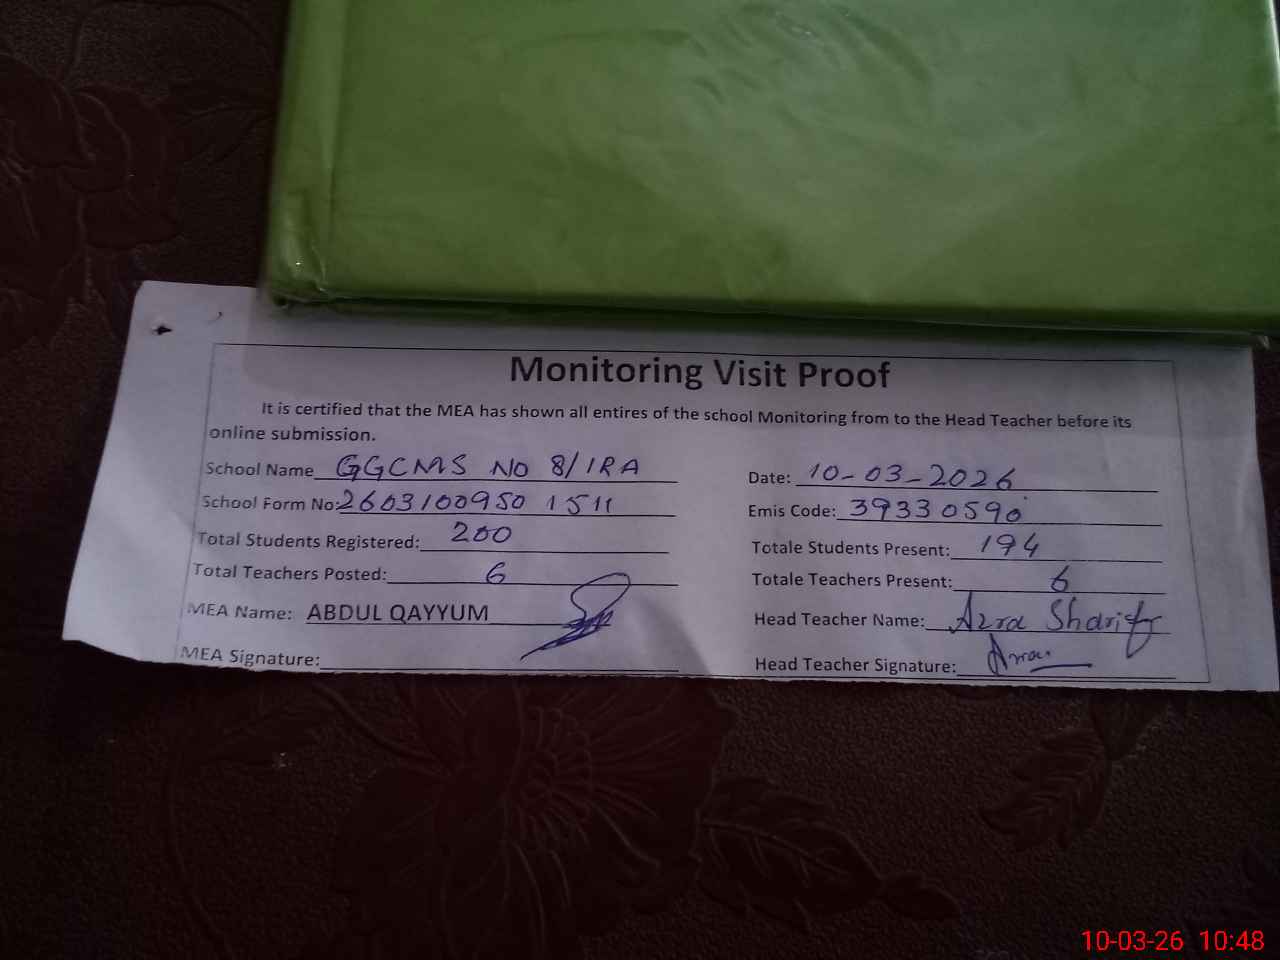 Monitoring Visit Proof
It is certified that the MEA has shown all entires of the school Monitoring from to the Head Teacher before its
online submission.
School Name GGCMS NO 8/1RA Date: 10-03-2026
School Form No: 2603100950 1511 Emis Code: 39330590
Total Students Registered: 200 Totale Students Present: 194
Total Teachers Posted: 6 Totale Teachers Present: 6
MEA Name: ABDUL QAYYUM Head Teacher Name: Azra Sharif
MEA Signature: Head Teacher Signature:
10-03-26 10:48